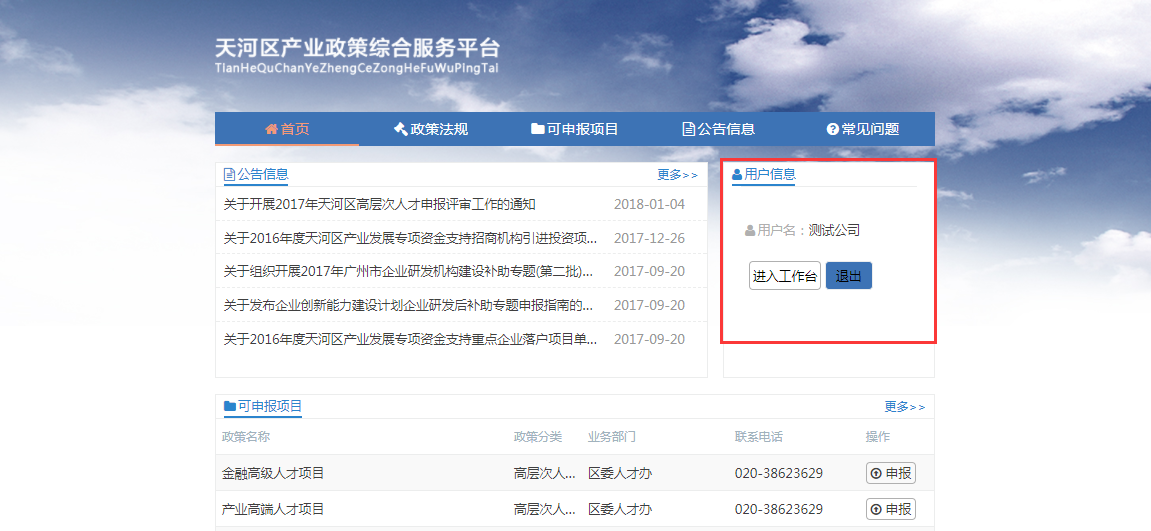 天河区产业政策综合服务平台
TianHeQuChanYeZhengCeZongHeFuWuPingTai
首页 政策法规 可申报项目 公告信息 常见问题
公告信息 更多>>
关于开展2017年天河区高层次人才申报评审工作的通知 2018-01-04
关于2016年度天河区产业发展专项资金支持招商机构引进投资项... 2017-12-26
关于组织开展2017年广州市企业研发机构建设补助专题(第二批)... 2017-09-20
关于发布企业创新能力建设计划企业研发后补助专题申报指南的... 2017-09-20
关于2016年度天河区产业发展专项资金支持重点企业落户项目单... 2017-09-20
用户信息
用户名：测试公司
进入工作台 退出
可申报项目 更多>>
政策名称 政策分类 业务部门 联系电话 操作
金融高级人才项目 高层次人... 区委人才办 020-38623629 申报
产业高端人才项目 高层次人... 区委人才办 020-38623629 申报